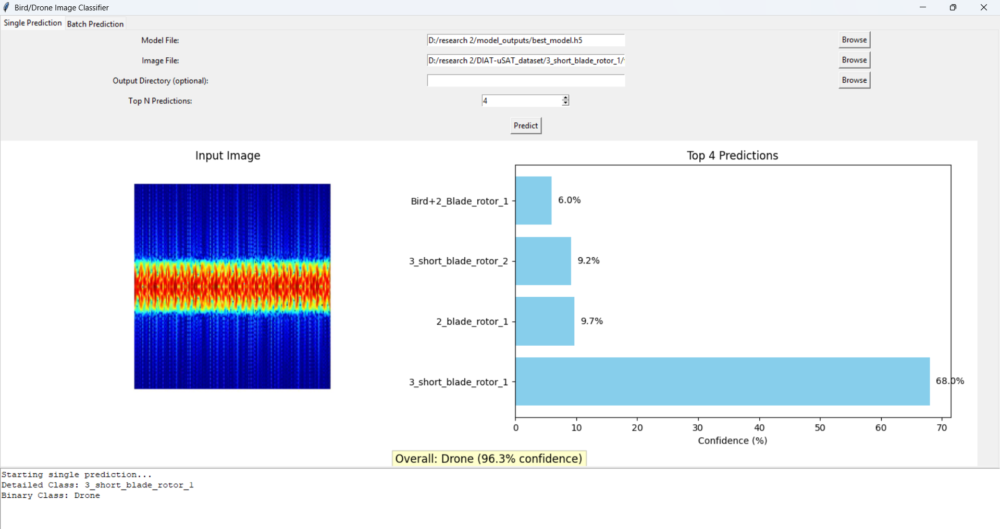 Bird/Drone Image Classifier
Single Prediction
Batch Prediction
Model File:
D:/research 2/model_outputs/best_model.h5
Browse
Image File:
D:/research 2/DIAT-uSAT_dataset/3_short_blade_rotor_1/
Browse
Output Directory (optional):
Browse
Top N Predictions:
4
Predict
Input Image
Top 4 Predictions
Bird+2_Blade_rotor_1
6.0%
3_short_blade_rotor_2
9.2%
2_blade_rotor_1
9.7%
3_short_blade_rotor_1
68.0%
0 10 20 30 40 50 60 70
Confidence (%)
Overall: Drone (96.3% confidence)
Starting single prediction...
Detailed Class: 3_short_blade_rotor_1
Binary Class: Drone